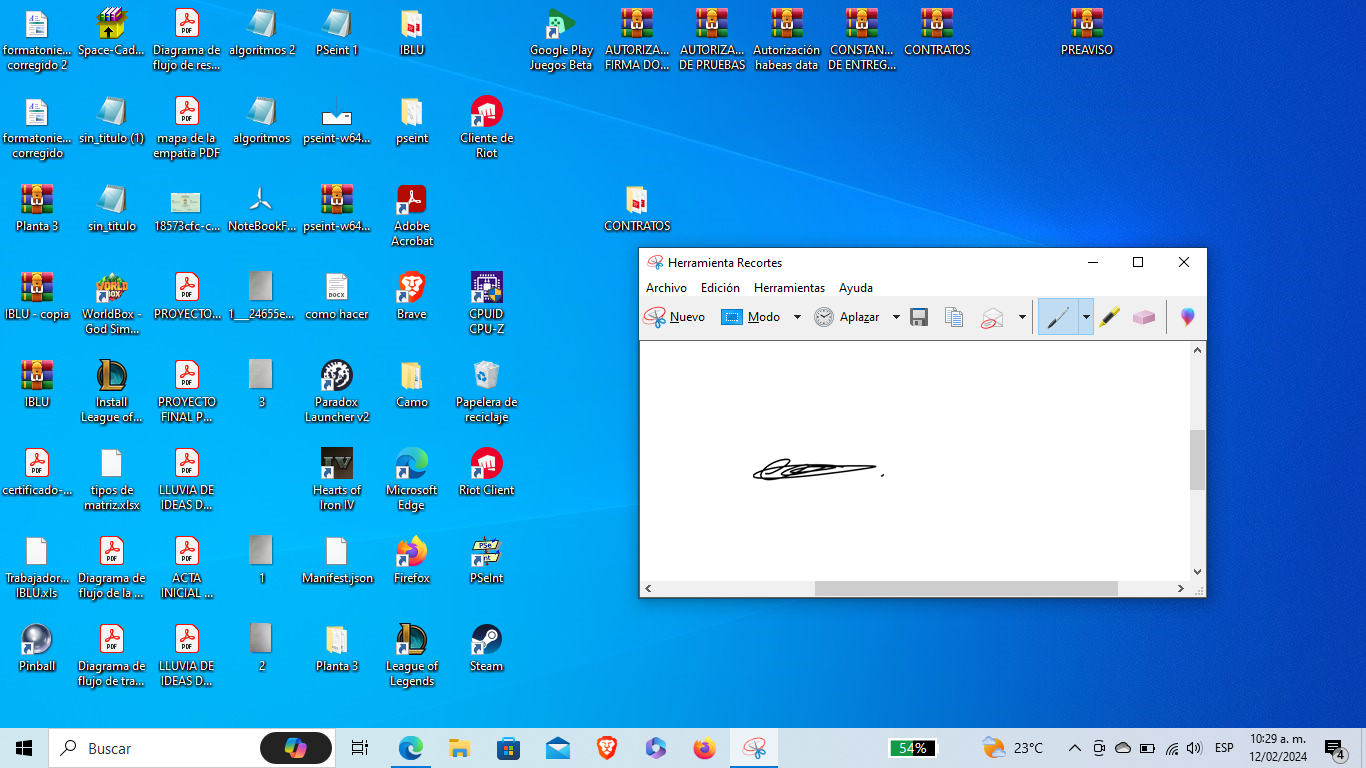 formatonie...
corregido 2
Space-Cad...
Diagrama de
flujo de res...
algoritmos 2
PSeint 1
IBLU
Google Play
Juegos Beta
AUTORIZA...
FIRMA DO...
AUTORIZA...
DE PRUEBAS
Autorización
habeas data
CONSTAN...
DE ENTREG...
CONTRATOS
PREAVISO
formatonie...
corregido
sin_titulo (1)
mapa de la
empatia PDF
algoritmos
pseint-w64...
pseint
Cliente de
Riot
Planta 3
sin_titulo
18573cfc-c...
NoteBookF...
pseint-w64...
Adobe
Acrobat
CONTRATOS
IBLU - copia
WorldBox -
God Sim...
PROYECTO...
1___24655e...
como hacer
Brave
CPUID
CPU-Z
IBLU
Install
League of...
PROYECTO
FINAL P...
3
Paradox
Launcher v2
Camo
Papelera de
reciclaje
certificado-...
tipos de
matriz.xlsx
LLUVIA DE
IDEAS D...
Hearts of
Iron IV
Microsoft
Edge
Riot Client
Trabajador...
IBLU.xls
Diagrama de
flujo de la ...
ACTA
INICIAL ...
1
Manifest.json
Firefox
PSeInt
Pinball
Diagrama de
flujo de tra...
LLUVIA DE
IDEAS D...
2
Planta 3
League of
Legends
Steam
Herramienta Recortes
Archivo Edición Herramientas Ayuda
Nuevo Modo Aplazar
Buscar
54%
23°C
ESP
10:29 a. m.
12/02/2024
4